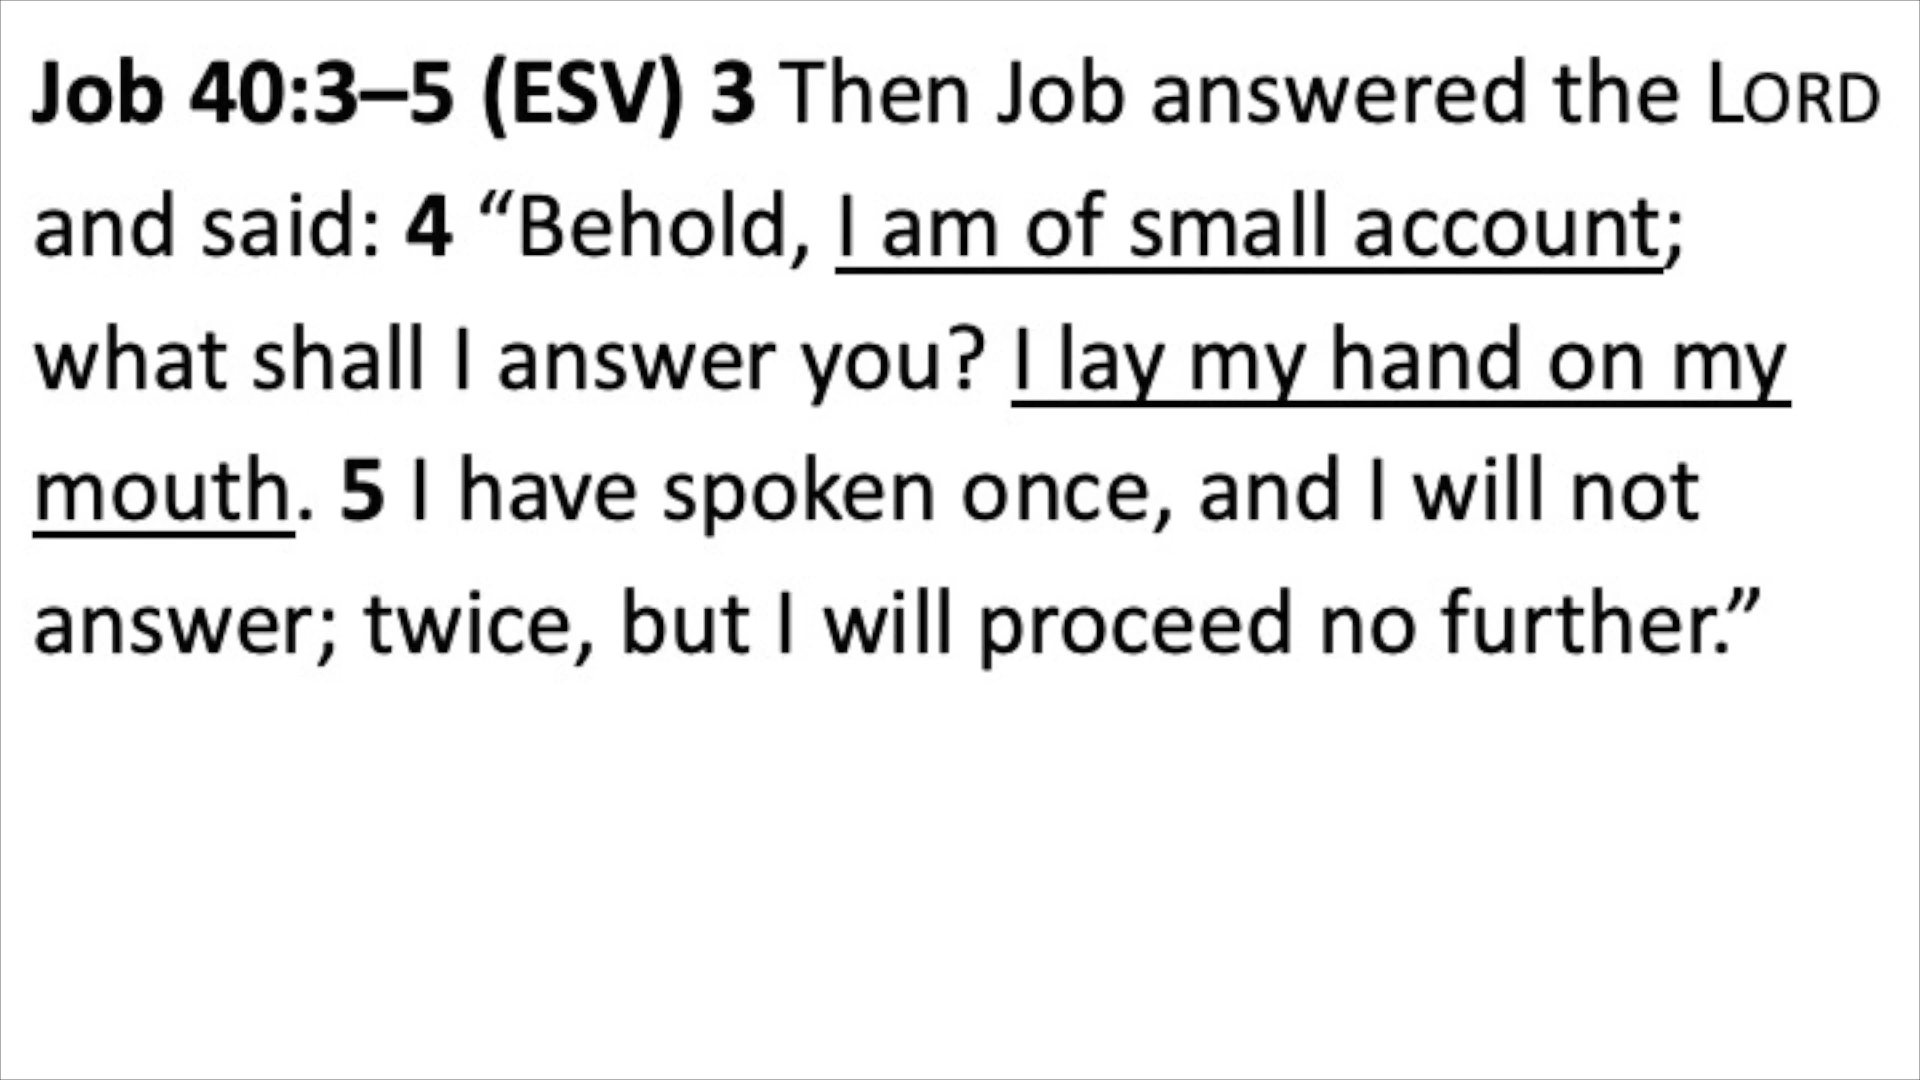 Job 40:3–5 (ESV) 3 Then Job answered the LORD
and said: 4 “Behold, I am of small account;
what shall I answer you? I lay my hand on my
mouth. 5 I have spoken once, and I will not
answer; twice, but I will proceed no further.”